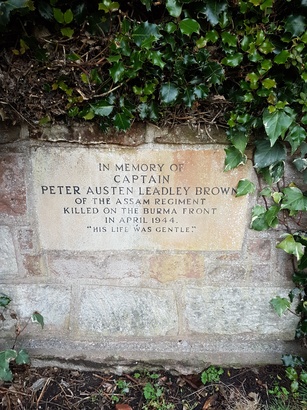 IN MEMORY OF
CAPTAIN
PETER AUSTEN LEADLEY BROWN
OF THE ASSAM REGIMENT
KILLED ON THE BURMA FRONT
IN APRIL 1944.
"HIS LIFE WAS GENTLE."